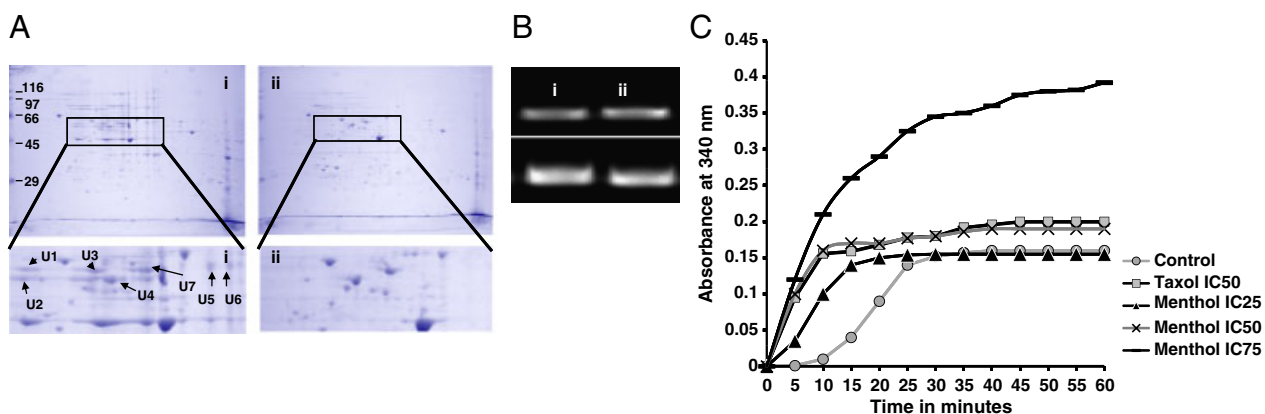 A
i
ii
116
97
66
45
29
U1
U2
U3
U4
U7
U5
U6
i
ii
B
i
ii
C
Absorbance at 340 nm
0.45
0.4
0.35
0.3
0.25
0.2
0.15
0.1
0.05
0
0 5 10 15 20 25 30 35 40 45 50 55 60
Time in minutes
Control
Taxol IC50
Menthol IC25
Menthol IC50
Menthol IC75